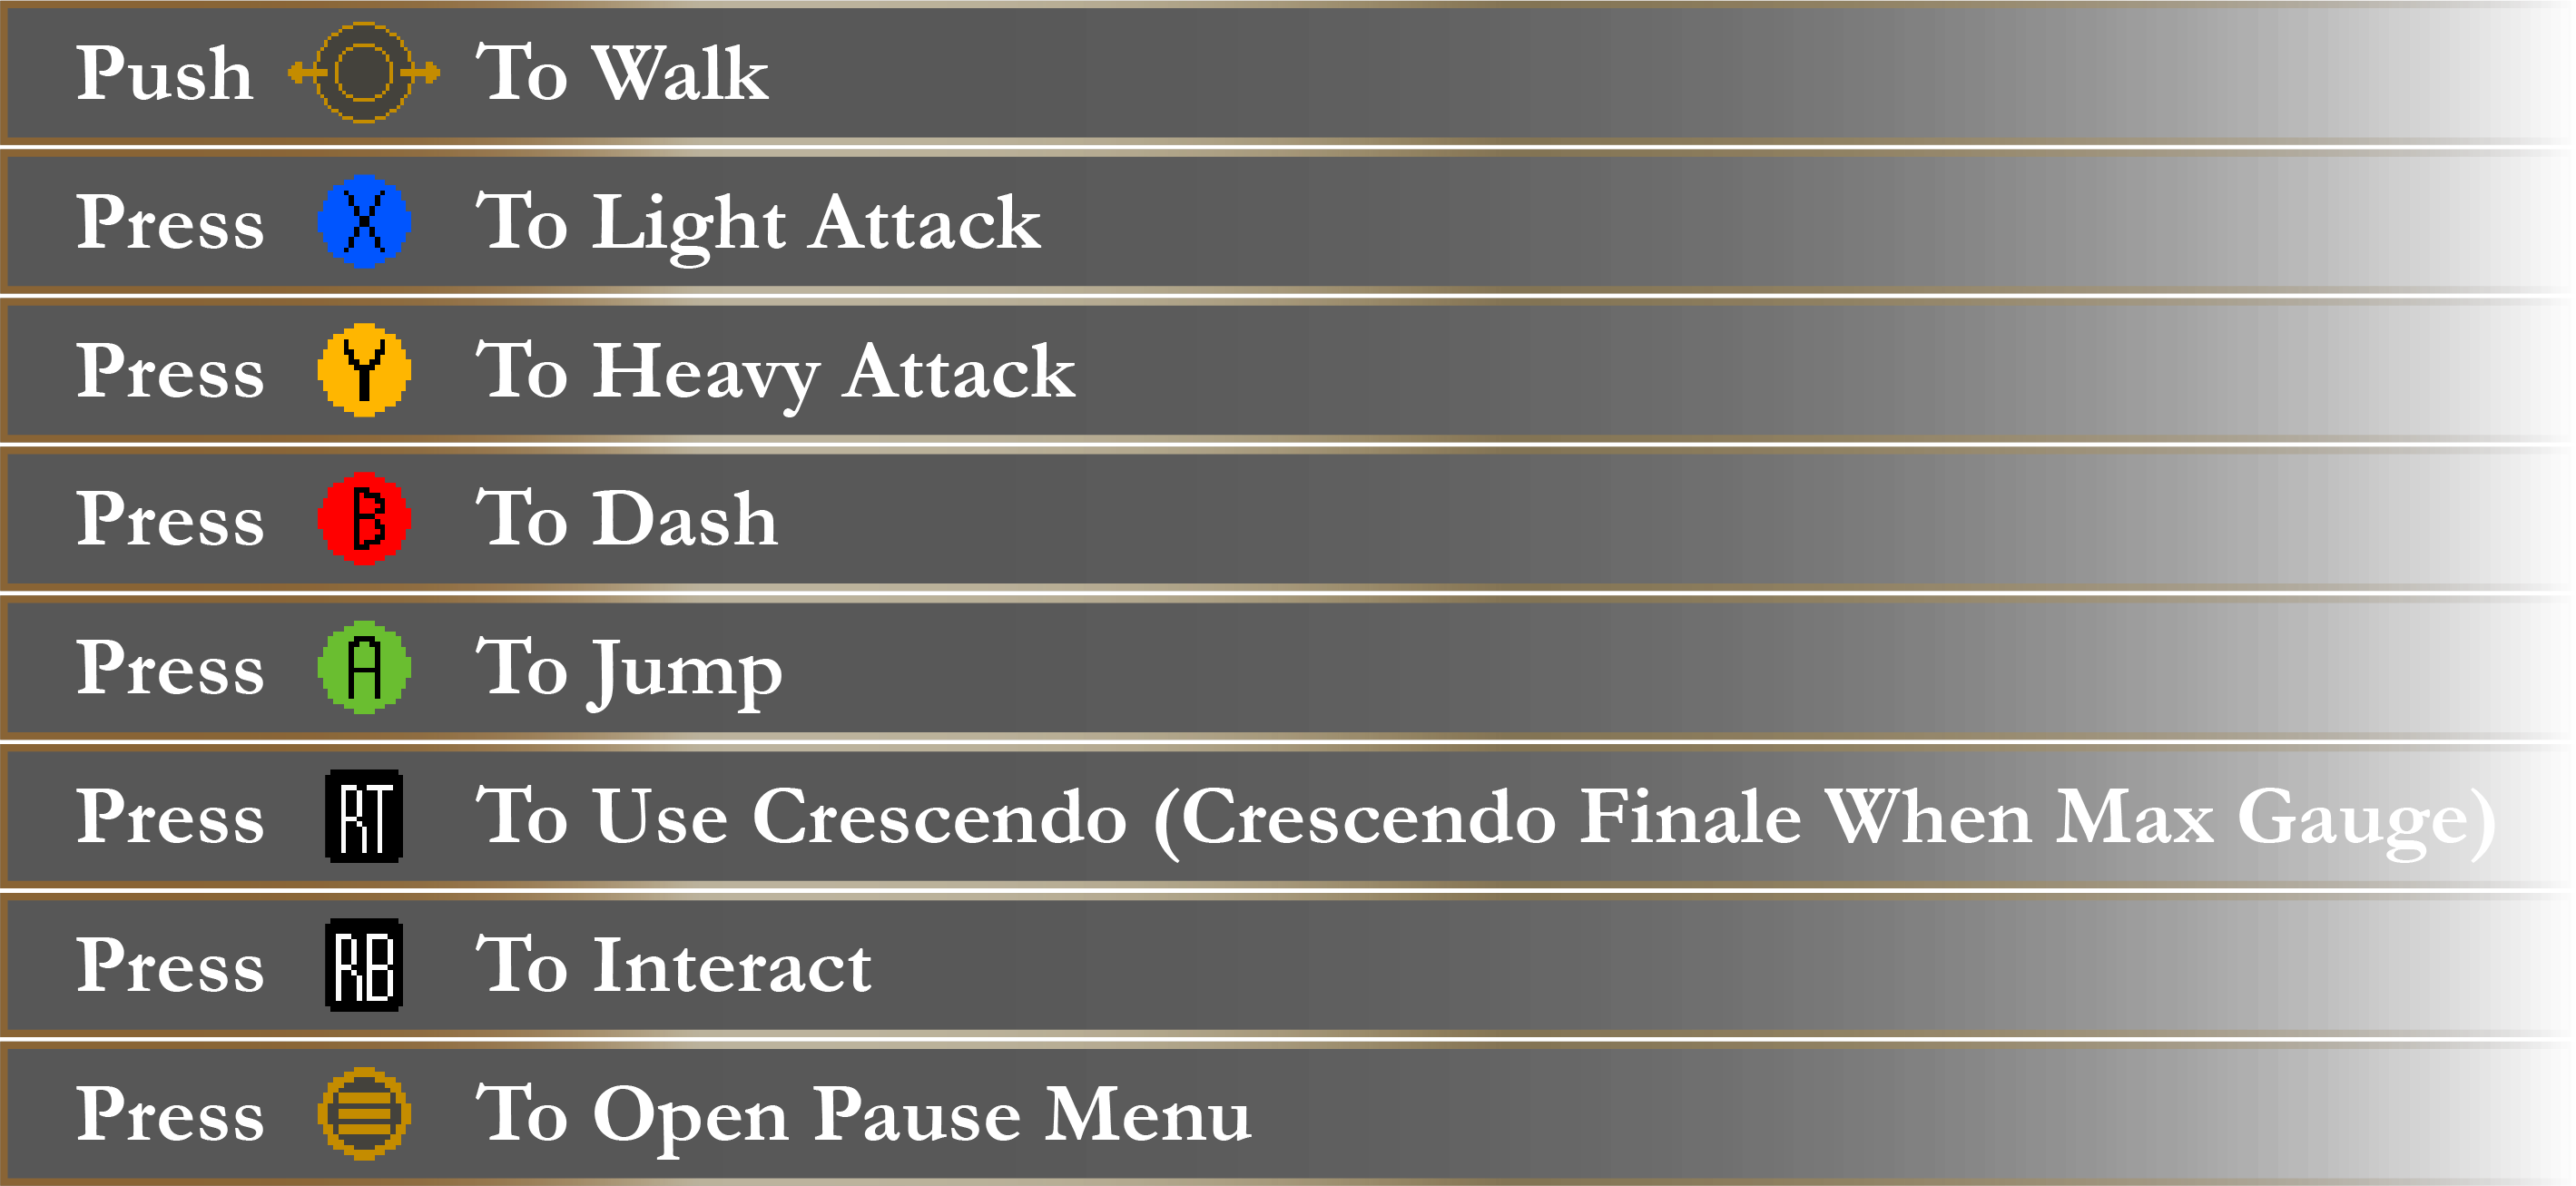 Push To Walk
Press X To Light Attack
Press Y To Heavy Attack
Press B To Dash
Press A To Jump
Press RT To Use Crescendo (Crescendo Finale When Max Gauge)
Press RB To Interact
Press To Open Pause Menu